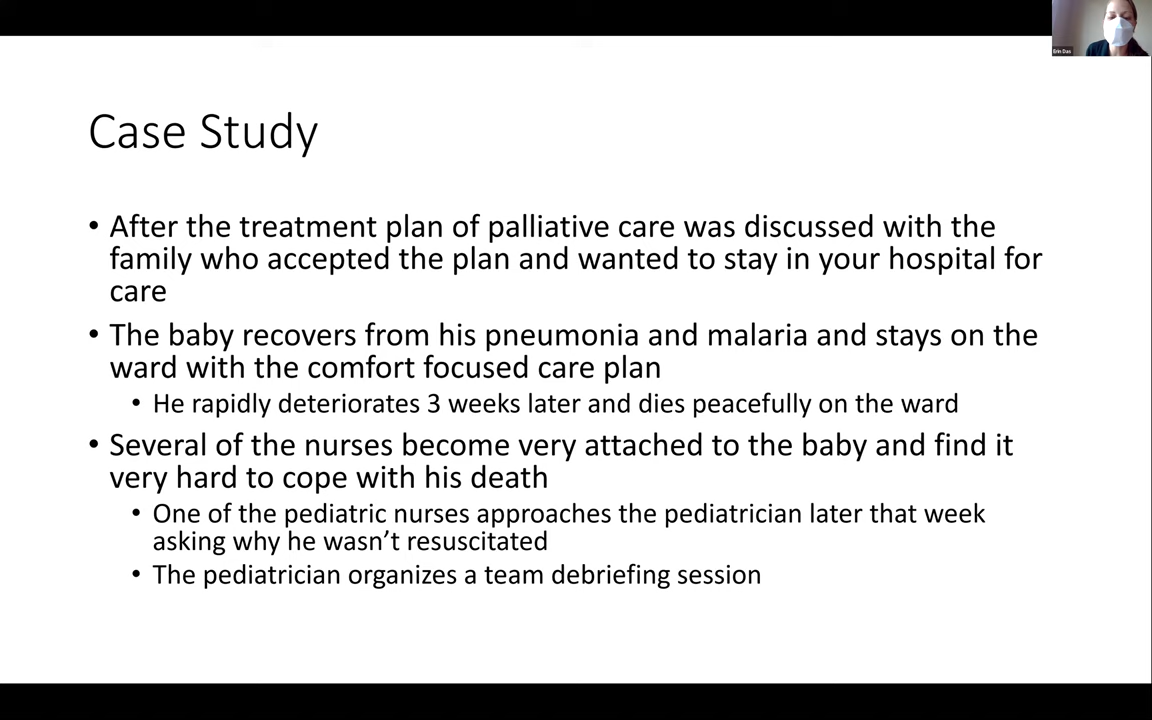 Erin Das
Case Study
• After the treatment plan of palliative care was discussed with the
family who accepted the plan and wanted to stay in your hospital for
care
• The baby recovers from his pneumonia and malaria and stays on the
ward with the comfort focused care plan
• He rapidly deteriorates 3 weeks later and dies peacefully on the ward
• Several of the nurses become very attached to the baby and find it
very hard to cope with his death
• One of the pediatric nurses approaches the pediatrician later that week
asking why he wasn't resuscitated
• The pediatrician organizes a team debriefing session